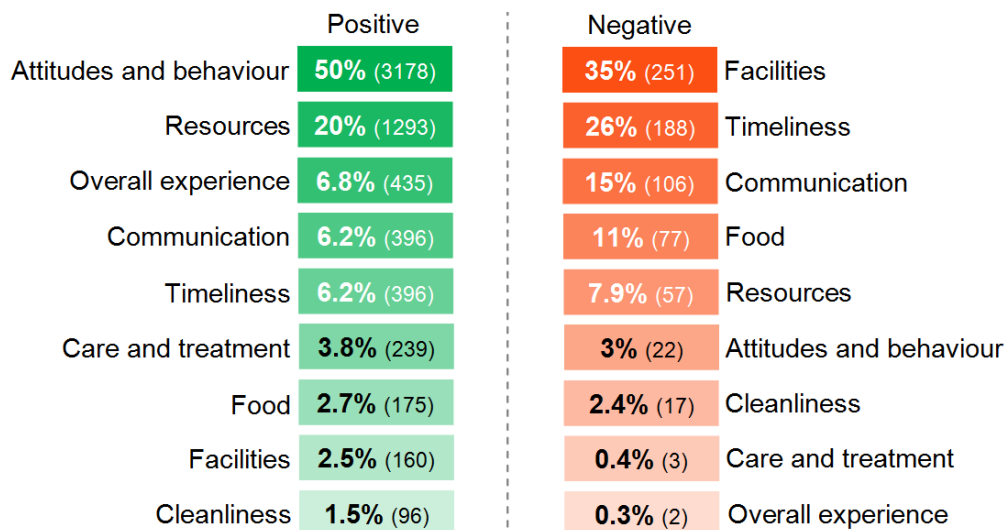 Positive Negative
Attitudes and behaviour 50% (3178) 35% (251) Facilities
Resources 20% (1293) 26% (188) Timeliness
Overall experience 6.8% (435) 15% (106) Communication
Communication 6.2% (396) 11% (77) Food
Timeliness 6.2% (396) 7.9% (57) Resources
Care and treatment 3.8% (239) 3% (22) Attitudes and behaviour
Food 2.7% (175) 2.4% (17) Cleanliness
Facilities 2.5% (160) 0.4% (3) Care and treatment
Cleanliness 1.5% (96) 0.3% (2) Overall experience